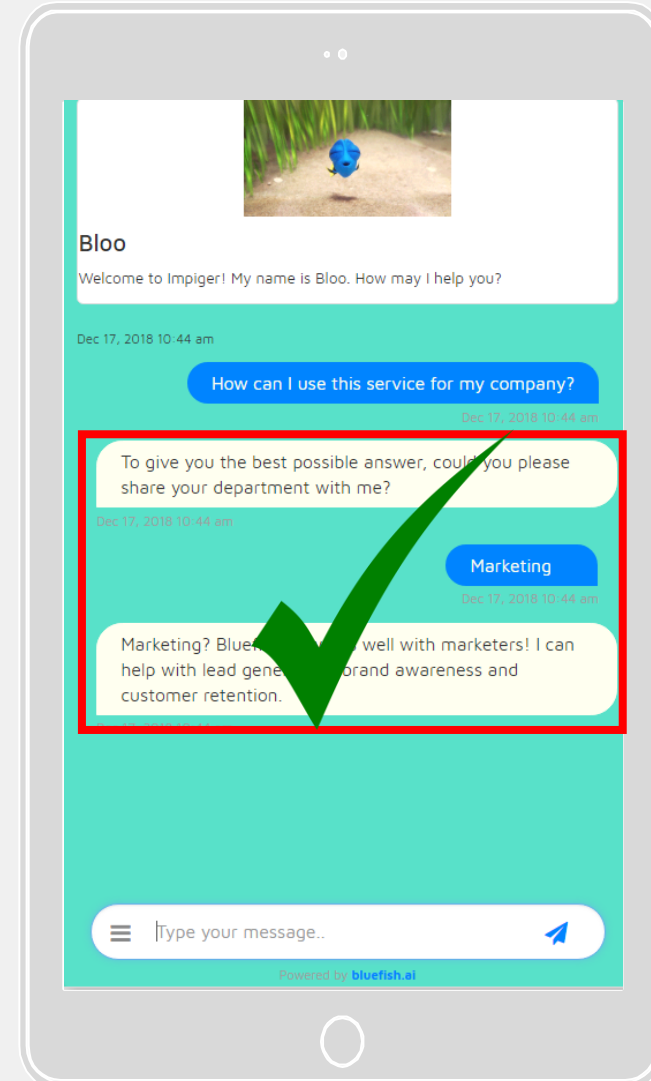 Bloo
Welcome to Impiger! My name is Bloo. How may I help you?
Dec 17, 2018 10:44 am
How can I use this service for my company?
Dec 17, 2018 10:44 am
To give you the best possible answer, could you please
share your department with me?
Dec 17, 2018 10:44 am
Marketing
Dec 17, 2018 10:44 am
Marketing? well with marketers! I can
help with lead brand awareness and
customer retention.
Type your message..
Powered by bluefish.ai